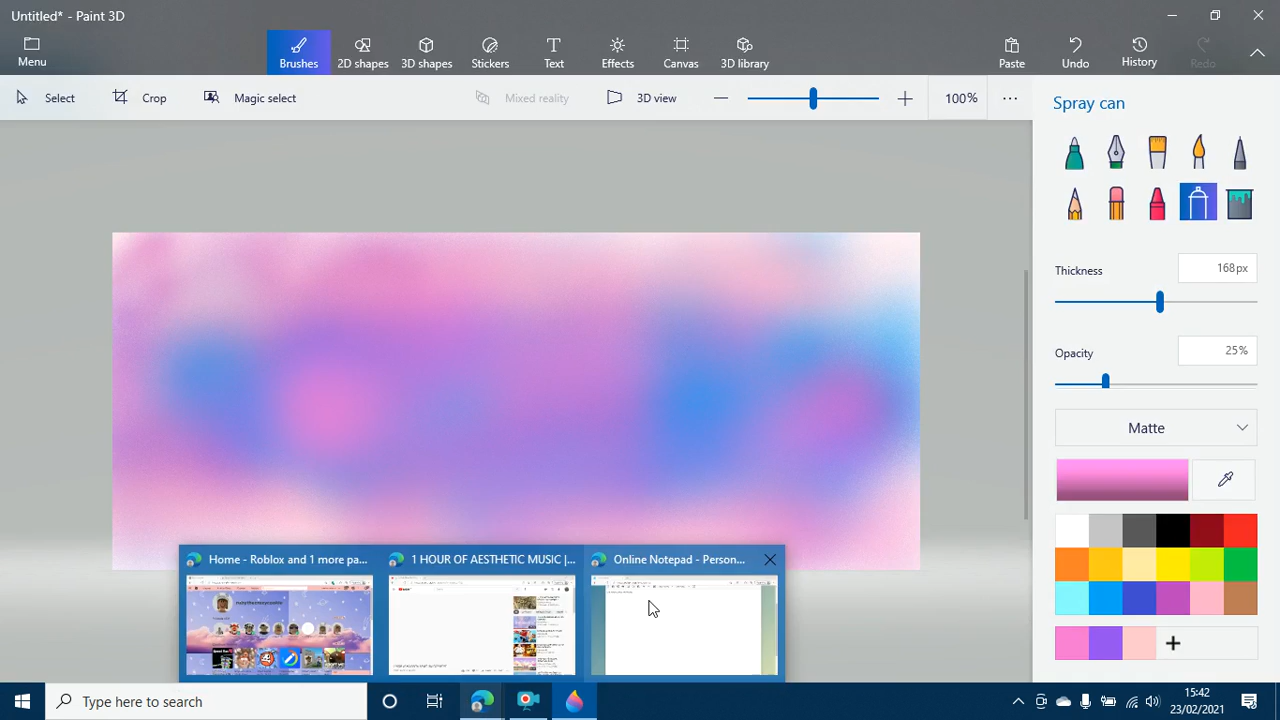 Untitled* - Paint 3D
Menu
Brushes
2D shapes
3D shapes
Stickers
Text
Effects
Canvas
3D library
Paste
Undo
History
Redo
Select
Crop
Magic select
Mixed reality
3D view
100%
Spray can
Thickness
168px
Opacity
25%
Matte
Home - Roblox and 1 more pa...
1 HOUR OF AESTHETIC MUSIC |...
Online Notepad - Person...
Type here to search
15:42
23/02/2021